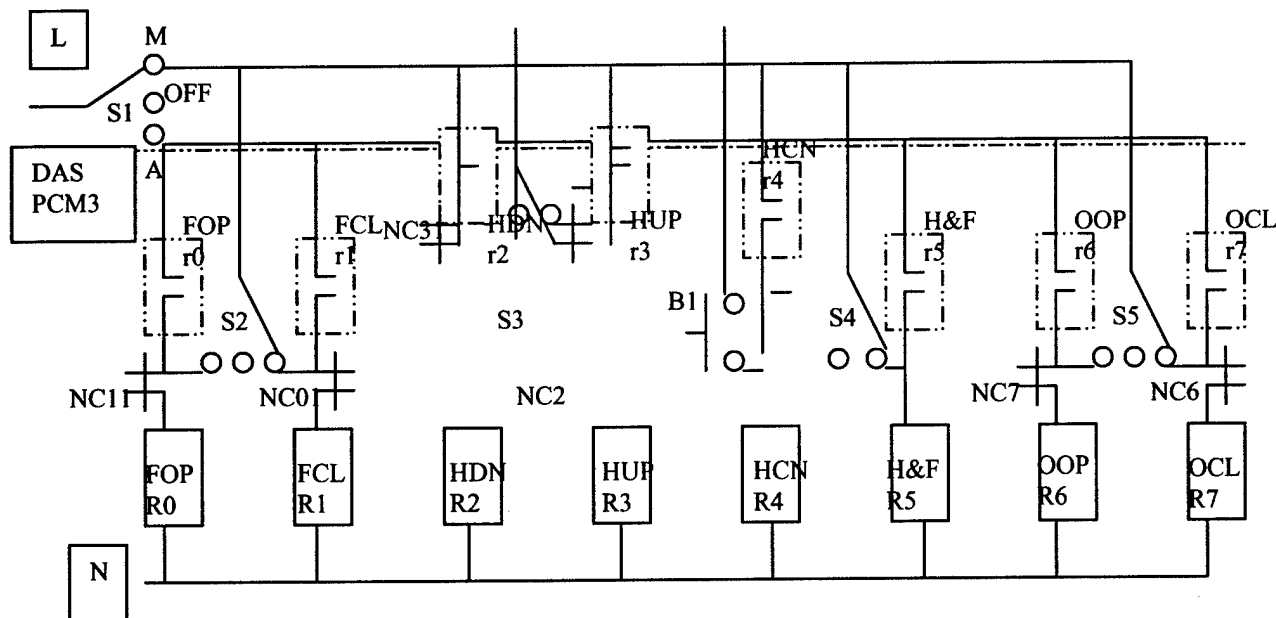 L
M
OFF
S1
A
DAS
PCM3
FOP
r0
FCL
r1
NC31
HDN
r2
HUP
r3
HCN
r4
H&F
r5
OOP
r6
OCL
r7
S2
S3
B1
S4
S5
NC11
NC01
NC2
NC7
NC6
FOP
R0
FCL
R1
HDN
R2
HUP
R3
HCN
R4
H&F
R5
OOP
R6
OCL
R7
N